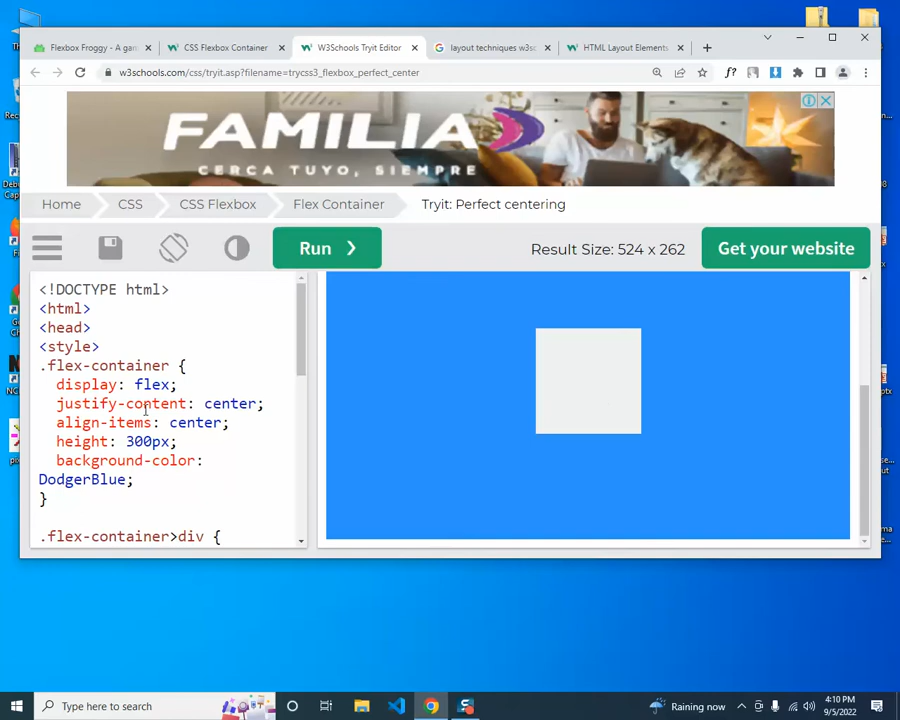 Flexbox Froggy - A gam
CSS Flexbox Container
W3Schools Tryit Editor
layout techniques w3sc
HTML Layout Elements
w3schools.com/css/tryit.asp?filename=trycss3_flexbox_perfect_center
f?
FAMILIA
CERCA TUYO, SIEMPRE
Home
CSS
CSS Flexbox
Flex Container
Tryit: Perfect centering
Run ❯
Result Size: 524 x 262
Get your website
<!DOCTYPE html>
<html>
<head>
<style>
.flex-container {
display: flex;
justify-content: center;
align-items: center;
height: 300px;
background-color:
DodgerBlue;
}
.flex-container>div {
Type here to search
Raining now
4:10 PM
9/5/2022